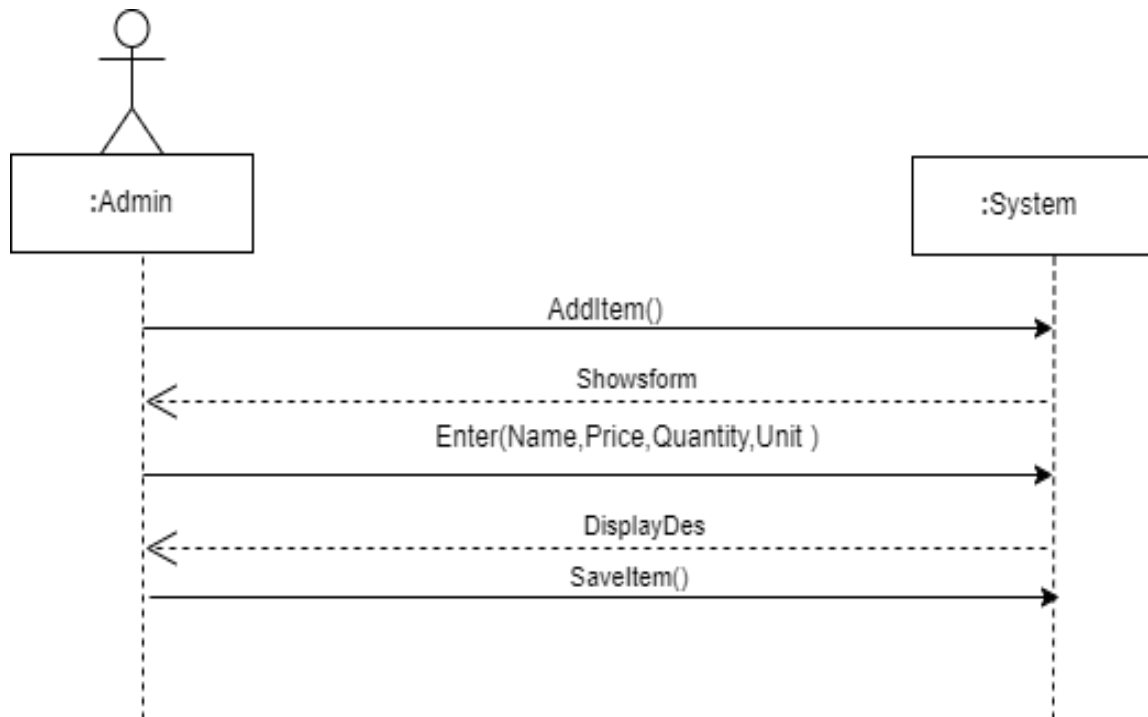 :Admin
:System
AddItem()
Showsform
Enter(Name,Price,Quantity,Unit )
DisplayDes
SaveItem()